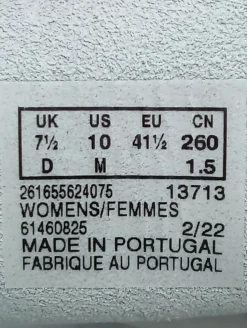 UK US EU CN
7½ 10 41½ 260
D M 1.5
261655624075 13713
WOMENS/FEMMES
61460825 2/22
MADE IN PORTUGAL
FABRIQUE AU PORTUGAL